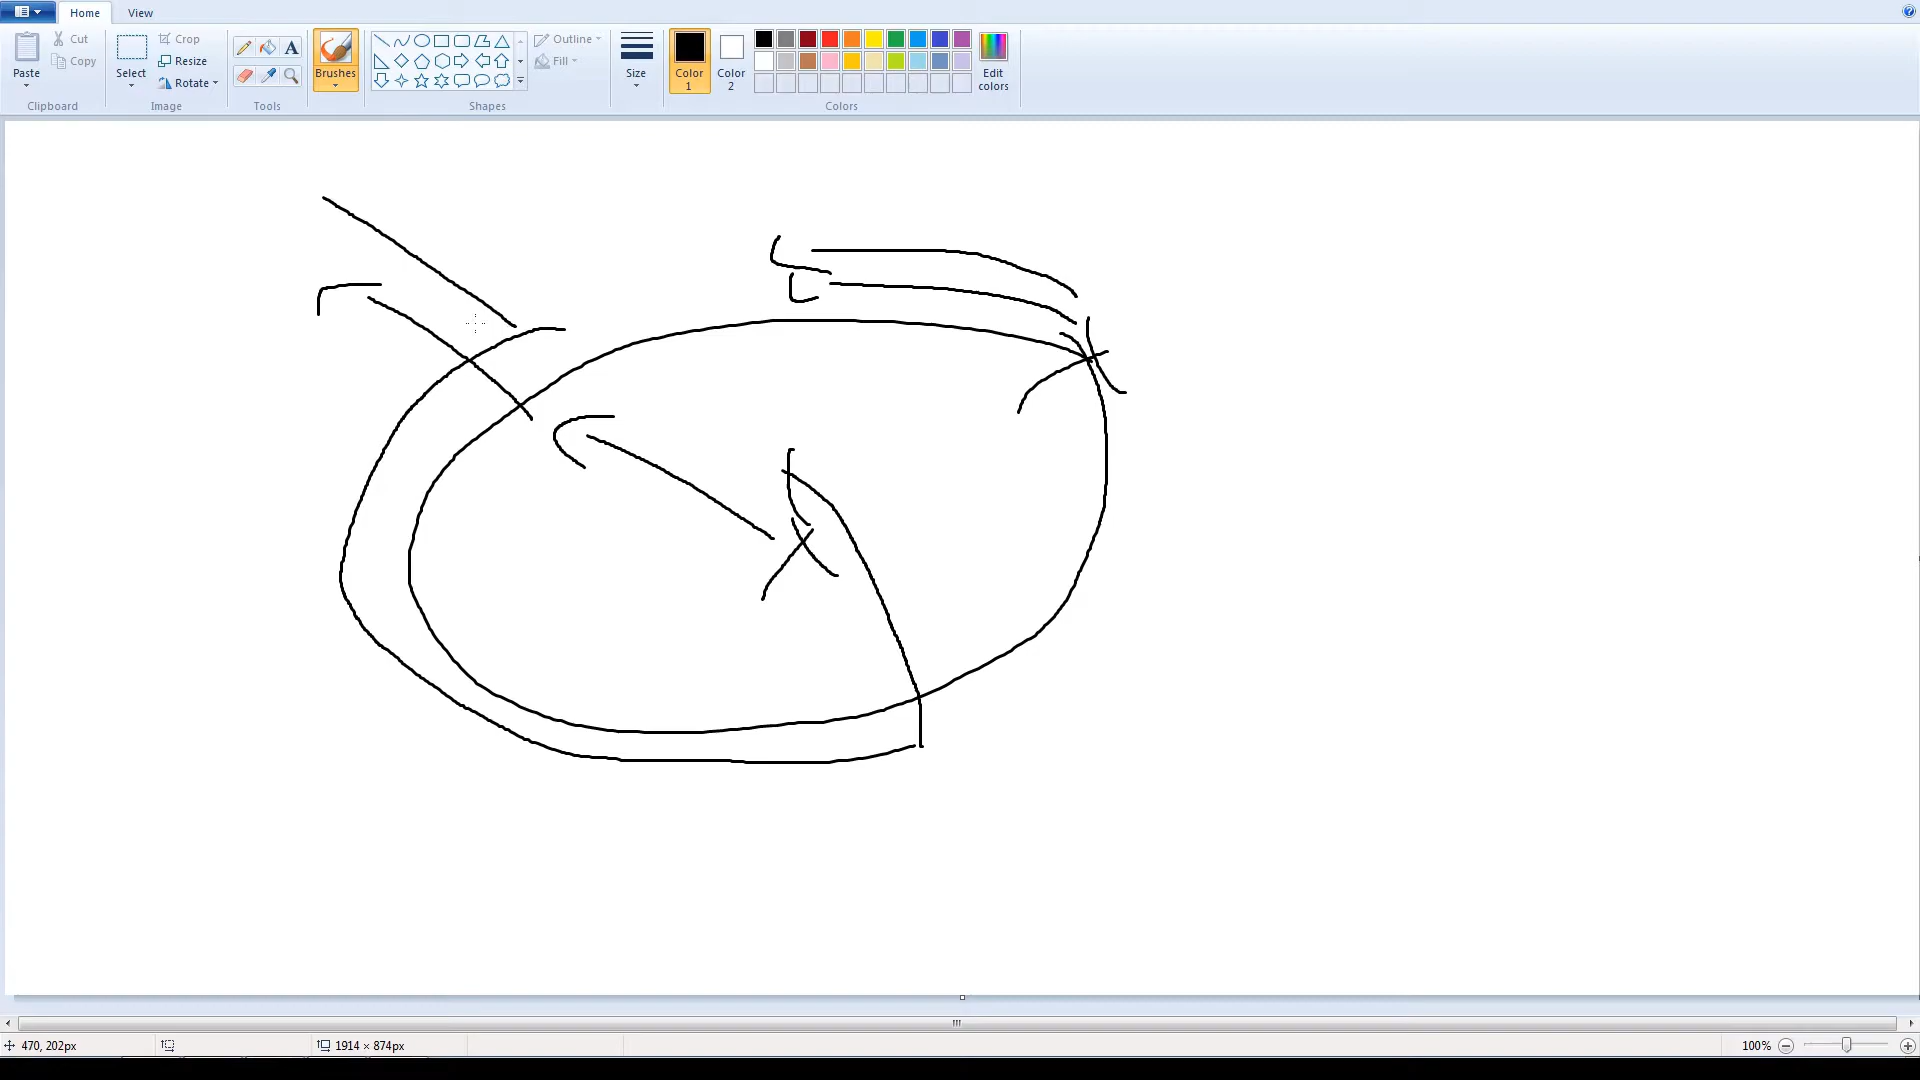 Home View
Paste
Cut
Copy
Clipboard
Select
Crop
Resize
Rotate
Image
A
Tools
Brushes
Outline
Fill
Shapes
Size
Color 1
Color 2
Edit colors
Colors
470, 202px
1914 × 874px
100%